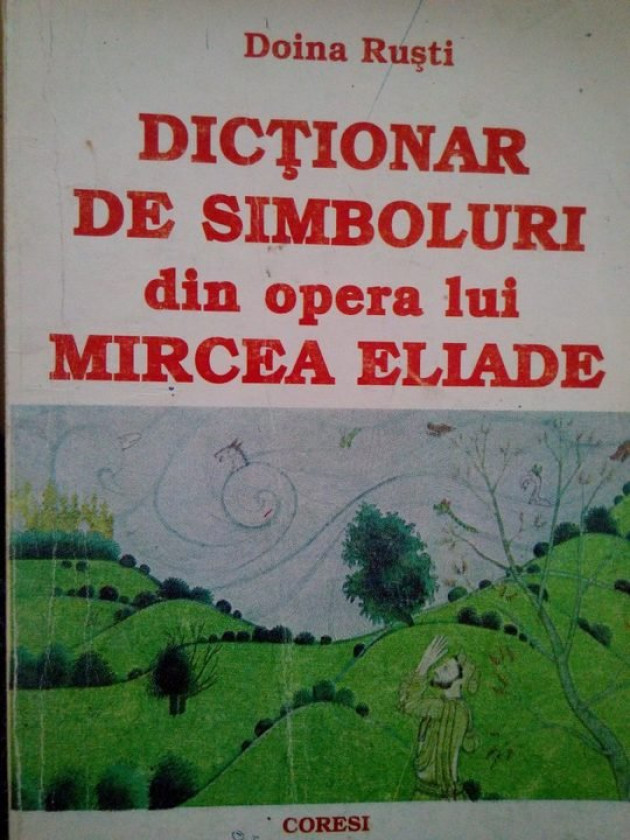 Doina Ruşti
DICŢIONAR
DE SIMBOLURI
din opera lui
MIRCEA ELIADE
CORESI